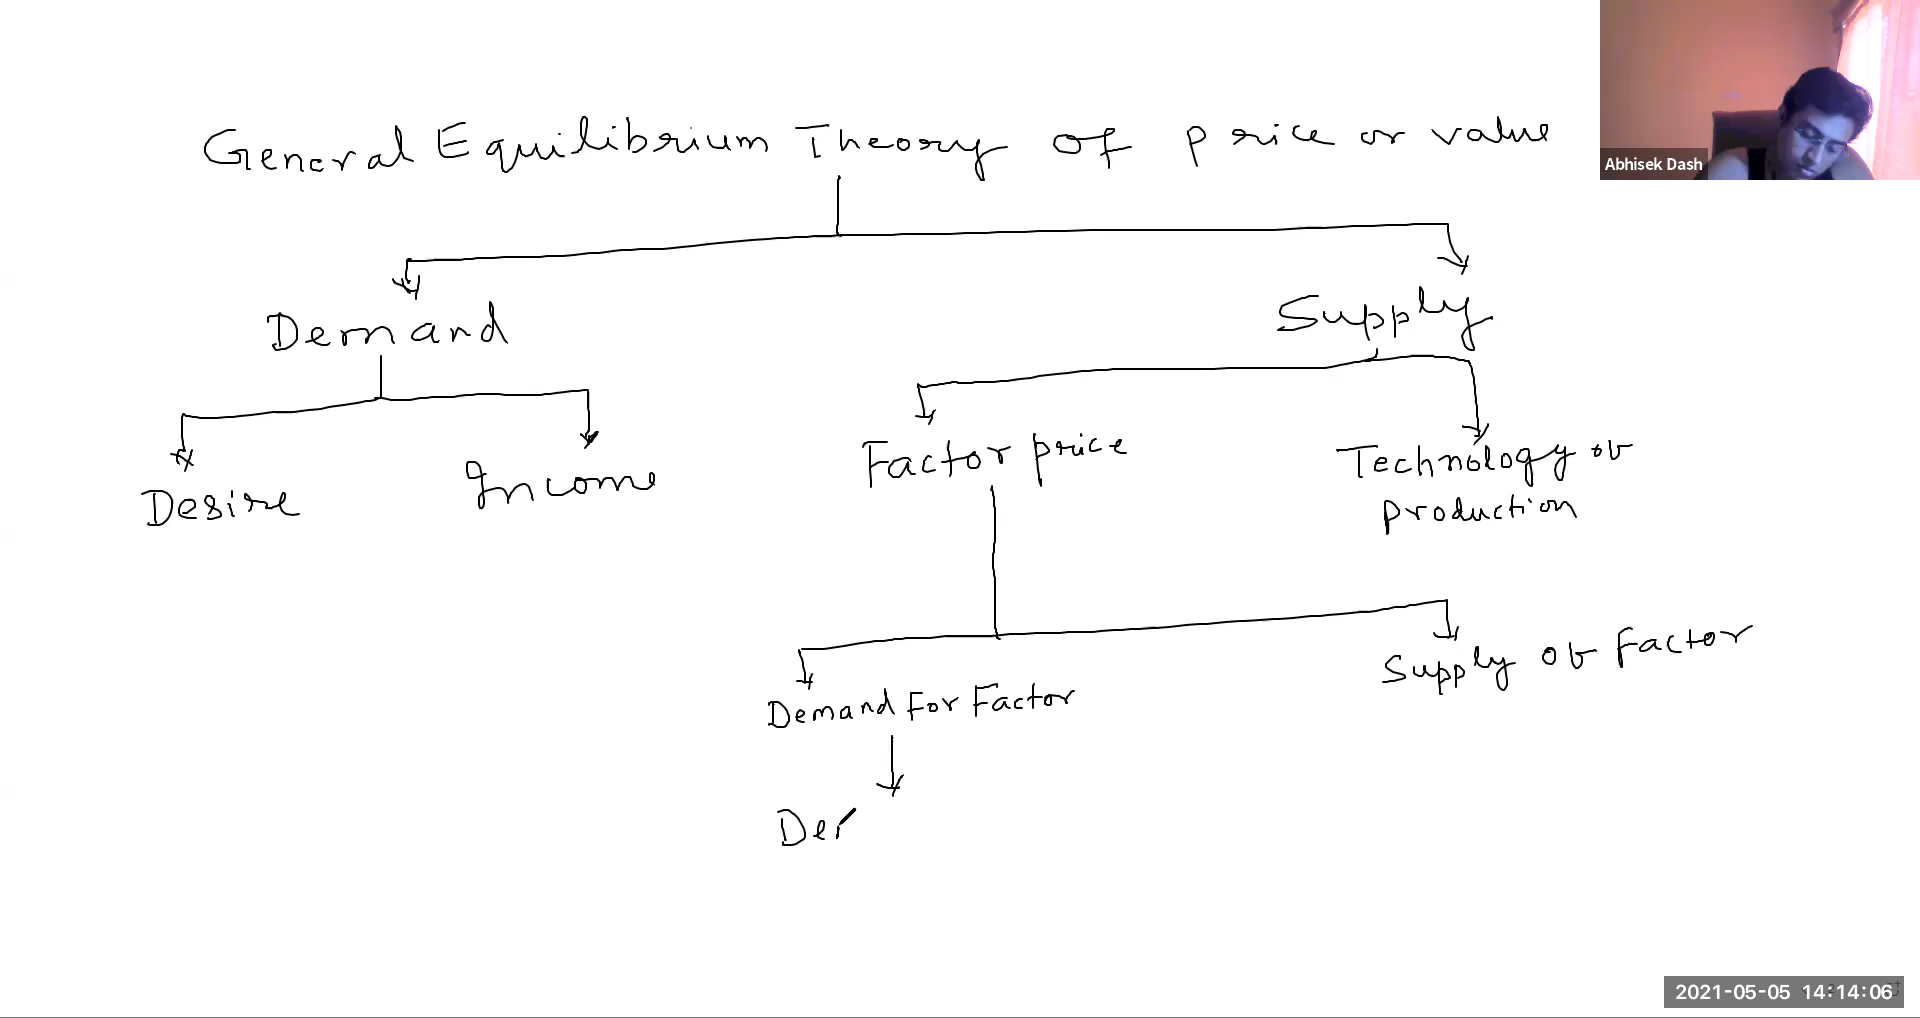 General Equilibrium Theory of price or value
Abhisek Dash
Demand
Supply
Desire
Income
Factor price
Technology of
production
Demand For Factor
Supply of Factor
Der
2021-05-05 14:14:06